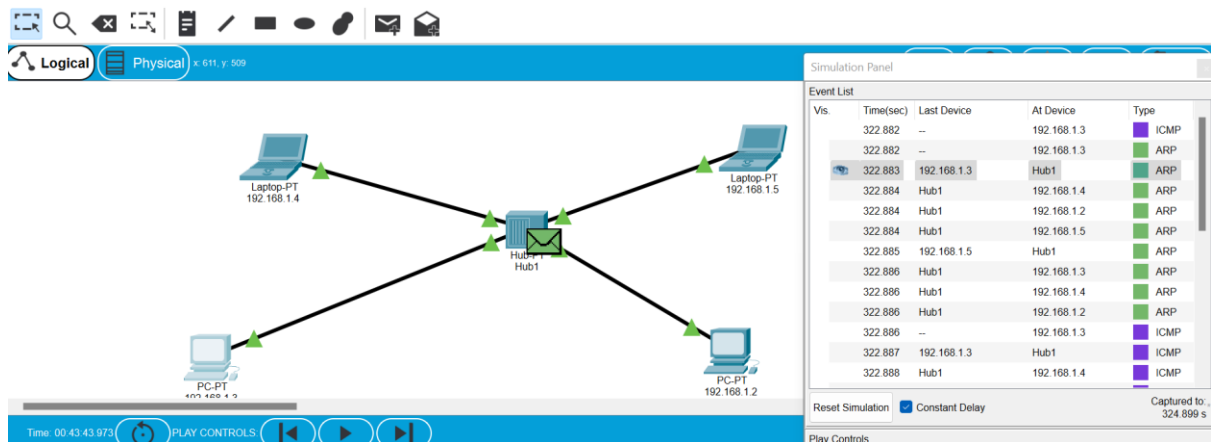 Logical
Physical
x: 611, y: 509
Simulation Panel
Event List
Vis. Time(sec) Last Device At Device Type
322.882 -- 192.168.1.3 ICMP
322.882 -- 192.168.1.3 ARP
322.883 192.168.1.3 Hub1 ARP
322.884 Hub1 192.168.1.4 ARP
322.884 Hub1 192.168.1.2 ARP
322.884 Hub1 192.168.1.5 ARP
322.885 192.168.1.5 Hub1 ARP
322.886 Hub1 192.168.1.3 ARP
322.886 Hub1 192.168.1.4 ARP
322.886 Hub1 192.168.1.2 ARP
322.886 -- 192.168.1.3 ICMP
322.887 192.168.1.3 Hub1 ICMP
322.888 Hub1 192.168.1.4 ICMP
Reset Simulation
Constant Delay
Captured to:
324.899 s
Play Controls
Laptop-PT
192.168.1.4
Laptop-PT
192.168.1.5
Hub-PT
Hub1
PC-PT
192.168.1.3
PC-PT
192.168.1.2
Time: 00:43:43.973
PLAY CONTROLS: